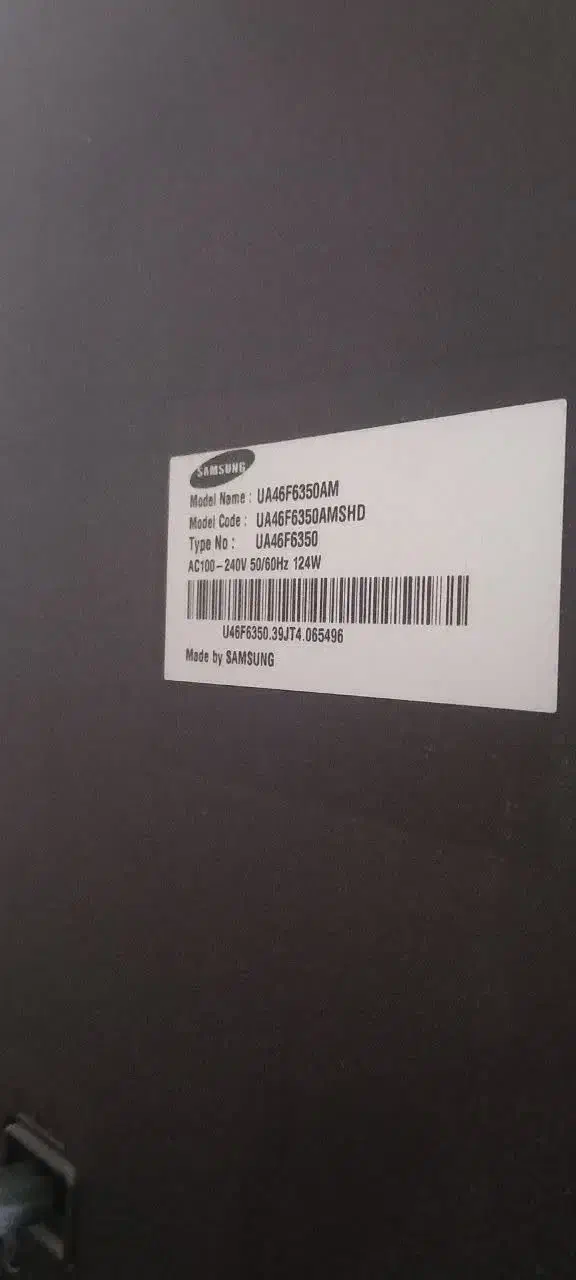 SAMSUNG
Model Name : UA46F6350AM
Model Code : UA46F6350AMSHD
Type No : UA46F6350
AC100-240V 50/60Hz 124W
U46F6350.39JT4.065496
Made by SAMSUNG